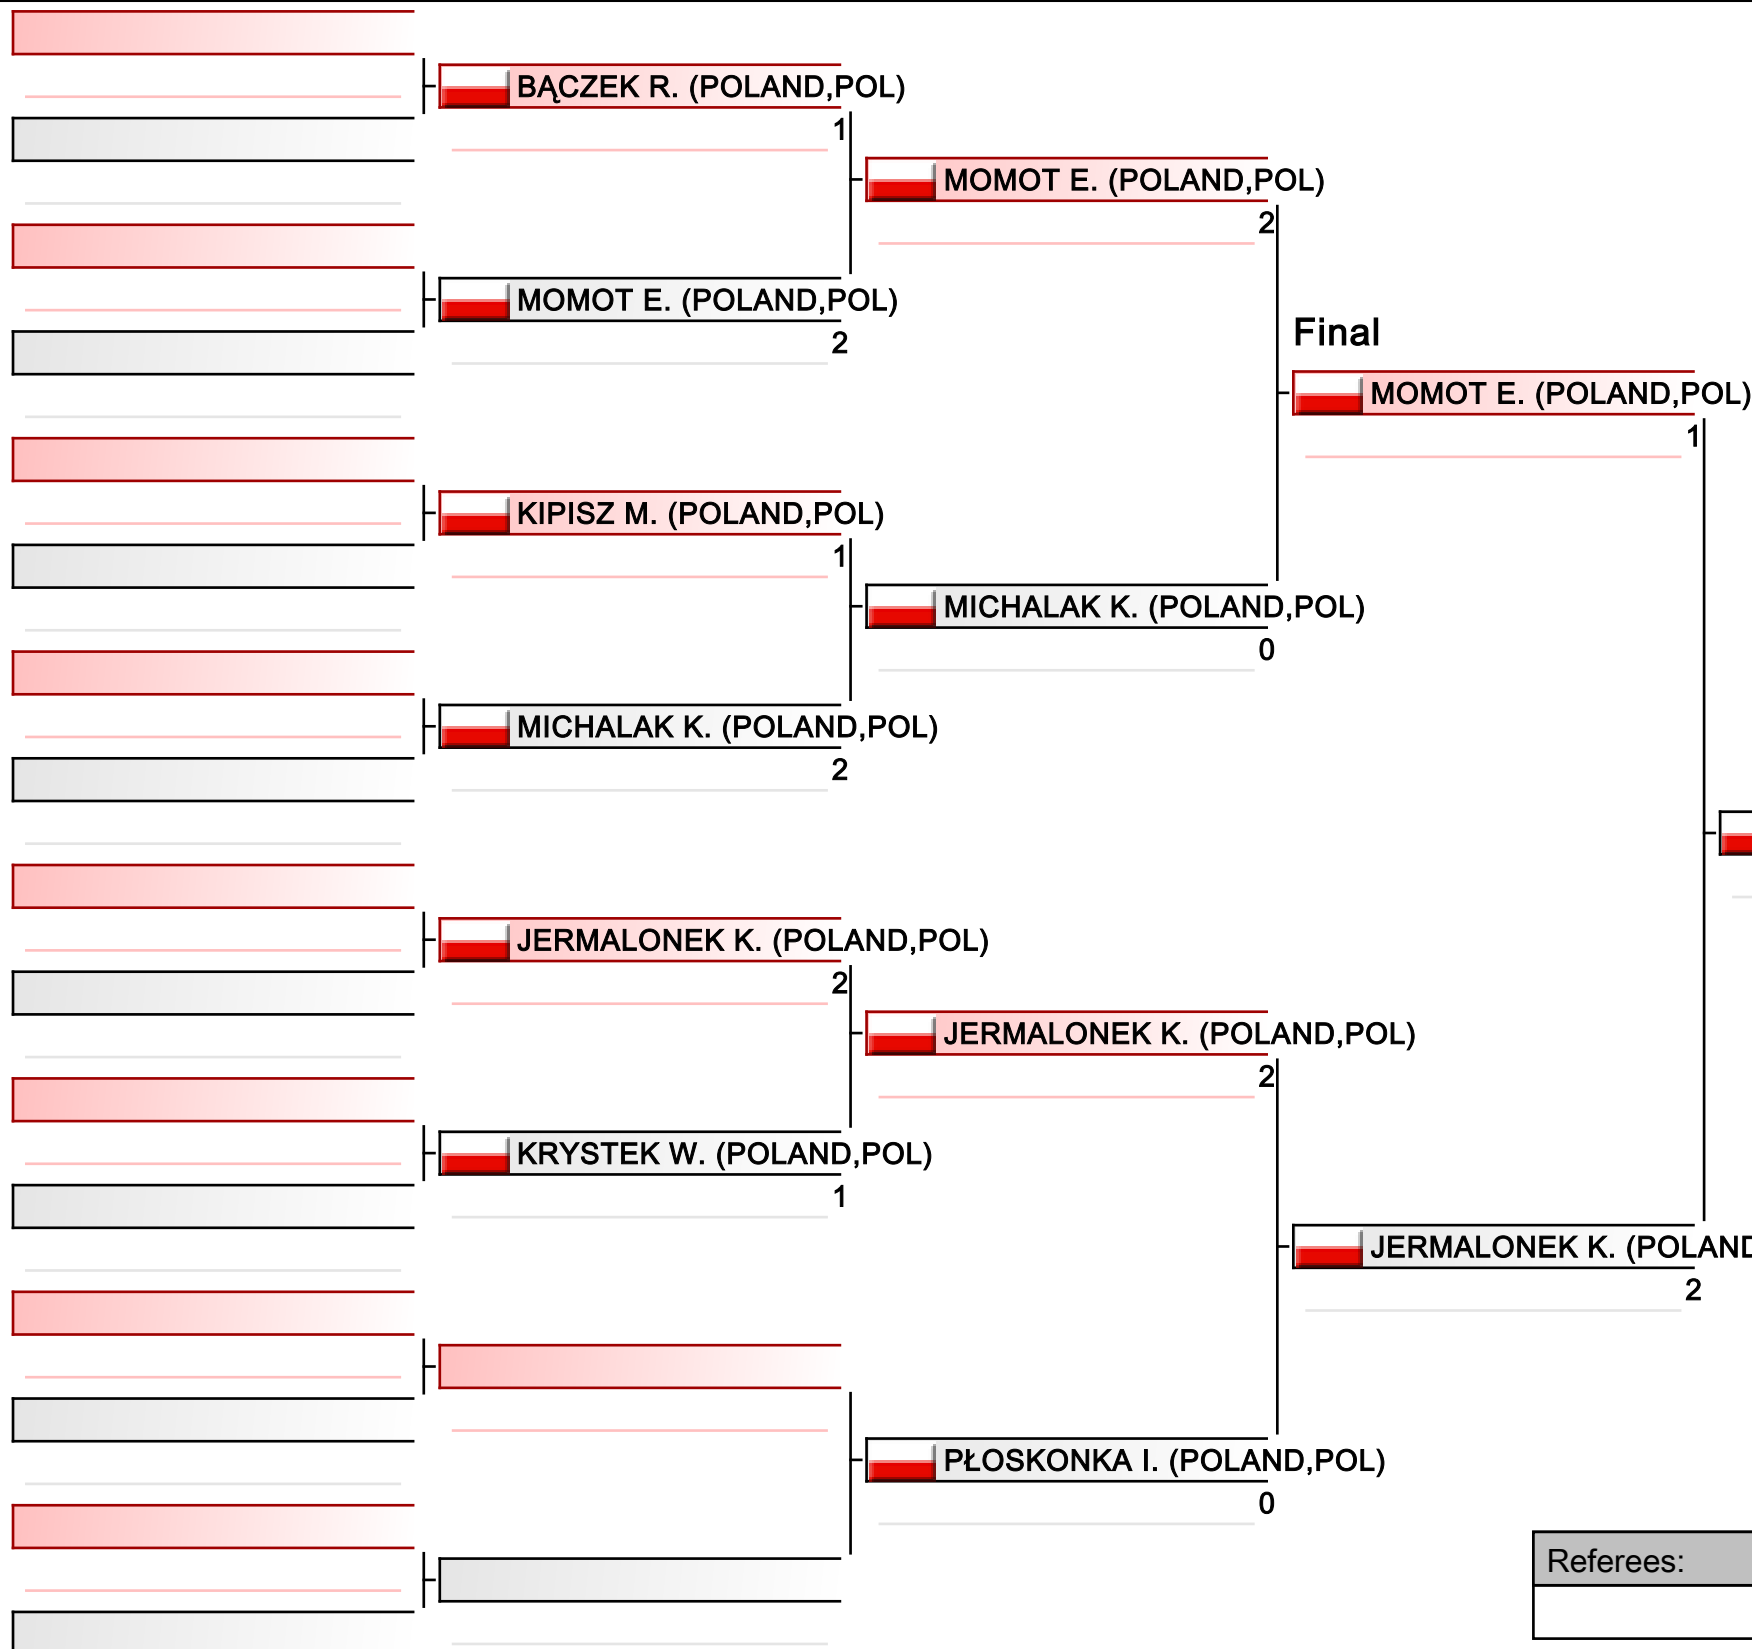 BĄCZEK R. (POLAND,POL)
1
MOMOT E. (POLAND,POL)
2
MOMOT E. (POLAND,POL)
2
Final
MOMOT E. (POLAND,POL)
1
KIPISZ M. (POLAND,POL)
1
MICHALAK K. (POLAND,POL)
0
MICHALAK K. (POLAND,POL)
2
JERMALONEK K. (POLAND,POL)
2
JERMALONEK K. (POLAND,POL)
2
KRYSTEK W. (POLAND,POL)
1
JERMALONEK K. (POLAND
2
PŁOSKONKA I. (POLAND,POL)
0
Referees: